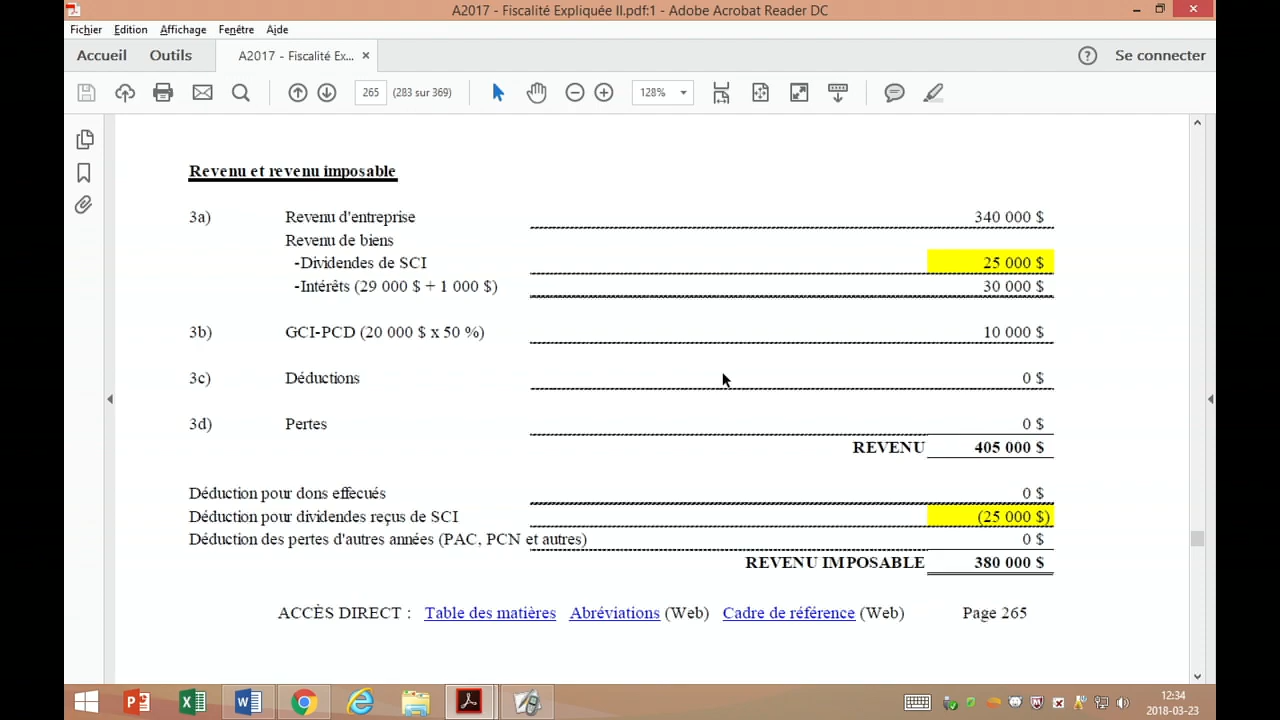 A2017 - Fiscalité Expliquée II.pdf:1 - Adobe Acrobat Reader DC
Fichier Edition Affichage Fenêtre Aide
Accueil Outils A2017 - Fiscalité Ex... × ? Se connecter
265 (283 sur 369) 128%
Revenu et revenu imposable
3a) Revenu d'entreprise 340 000 $
Revenu de biens
-Dividendes de SCI 25 000 $
-Intérêts (29 000 $ + 1 000 $) 30 000 $
3b) GCI-PCD (20 000 $ x 50 %) 10 000 $
3c) Déductions 0 $
3d) Pertes 0 $
REVENU 405 000 $
Déduction pour dons effecués 0 $
Déduction pour dividendes reçus de SCI (25 000 $)
Déduction des pertes d'autres années (PAC, PCN et autres) 0 $
REVENU IMPOSABLE 380 000 $
ACCÈS DIRECT : Table des matières Abréviations (Web) Cadre de référence (Web) Page 265
12:34
2018-03-23